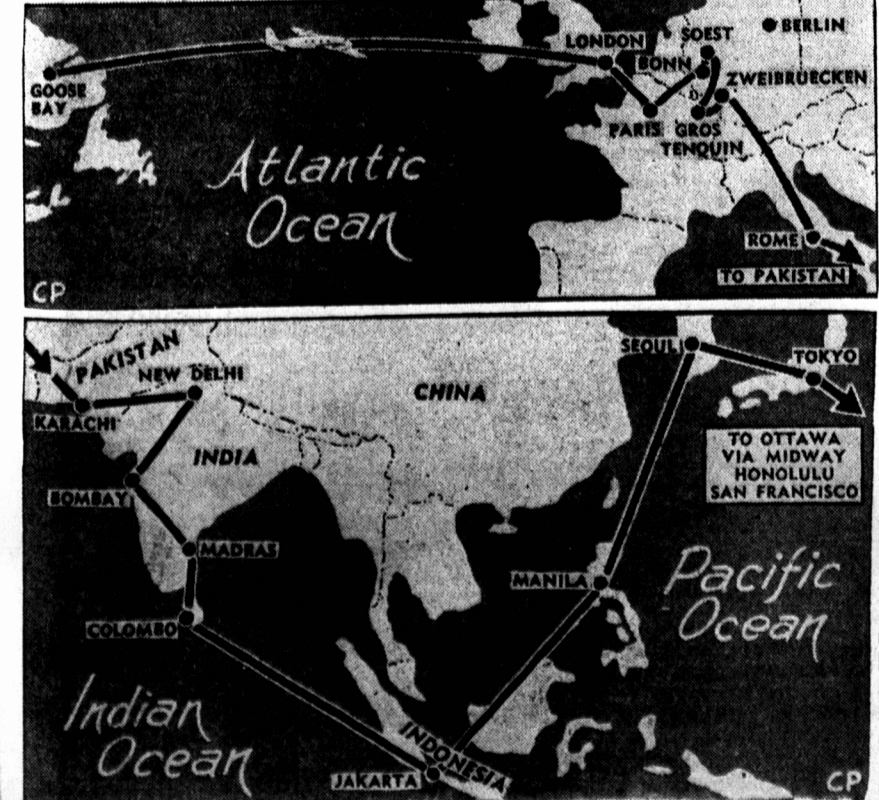 GOOSE
BAY
Atlantic
Ocean
CP
LONDON
SOEST
BERLIN
BONN
ZWEIBRUECKEN
PARIS
GROS
TENQUIN
ROME
TO PAKISTAN
PAKISTAN
NEW DELHI
KARACHI
INDIA
BOMBAY
MADRAS
COLOMBO
CHINA
SEOUL
TOKYO
TO OTTAWA
VIA MIDWAY
HONOLULU
SAN FRANCISCO
MANILA
Pacific
Ocean
Indian
Ocean
INDONESIA
JAKARTA
CP